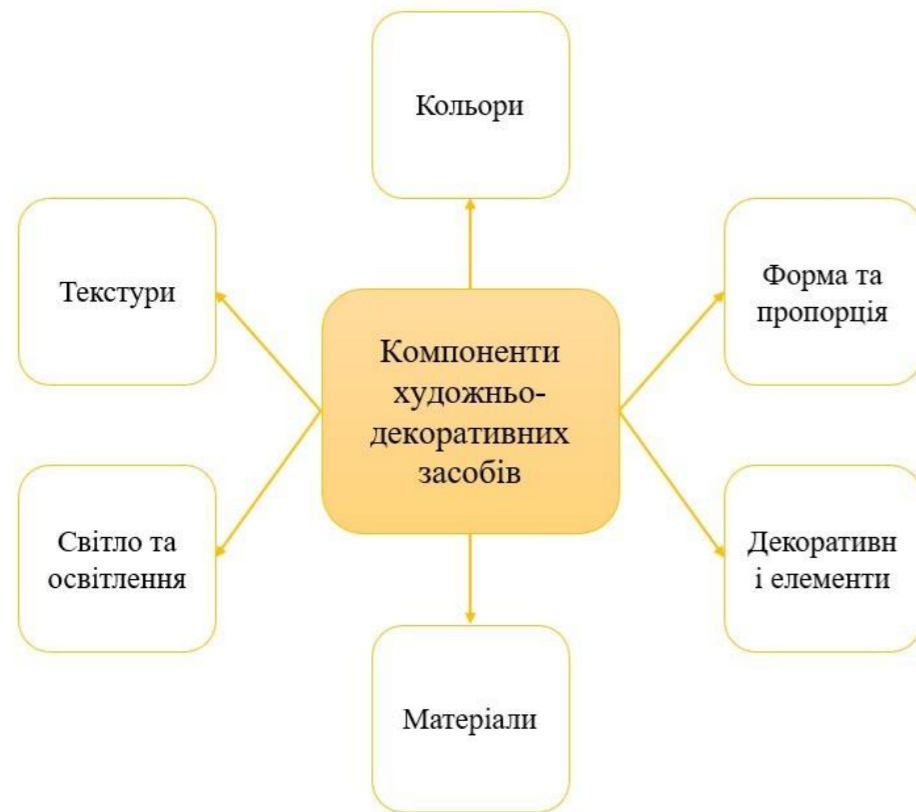 Кольори
Текстури
Форма та
пропорція
Компоненти
художньо-
декоративних
засобів
Світло та
освітлення
Декоративн
і елементи
Матеріали